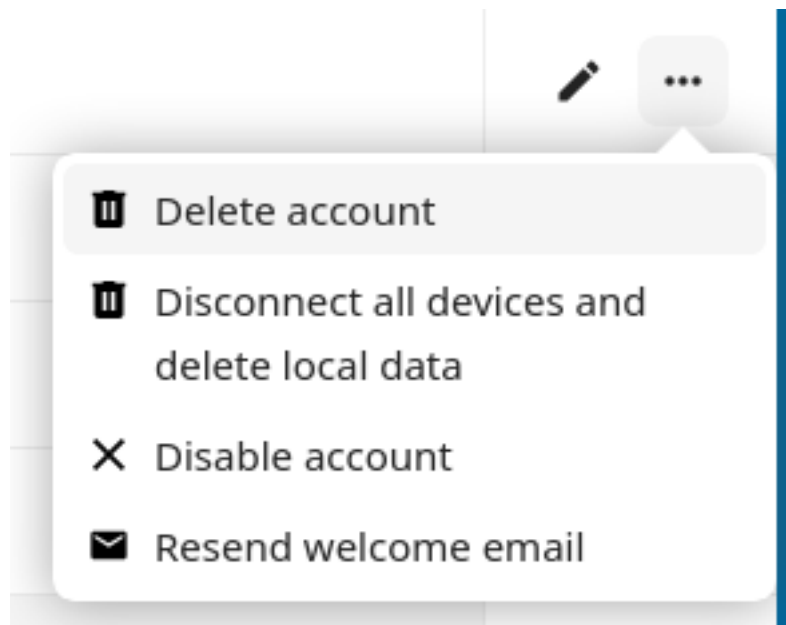 Delete account
Disconnect all devices and
delete local data
Disable account
Resend welcome email